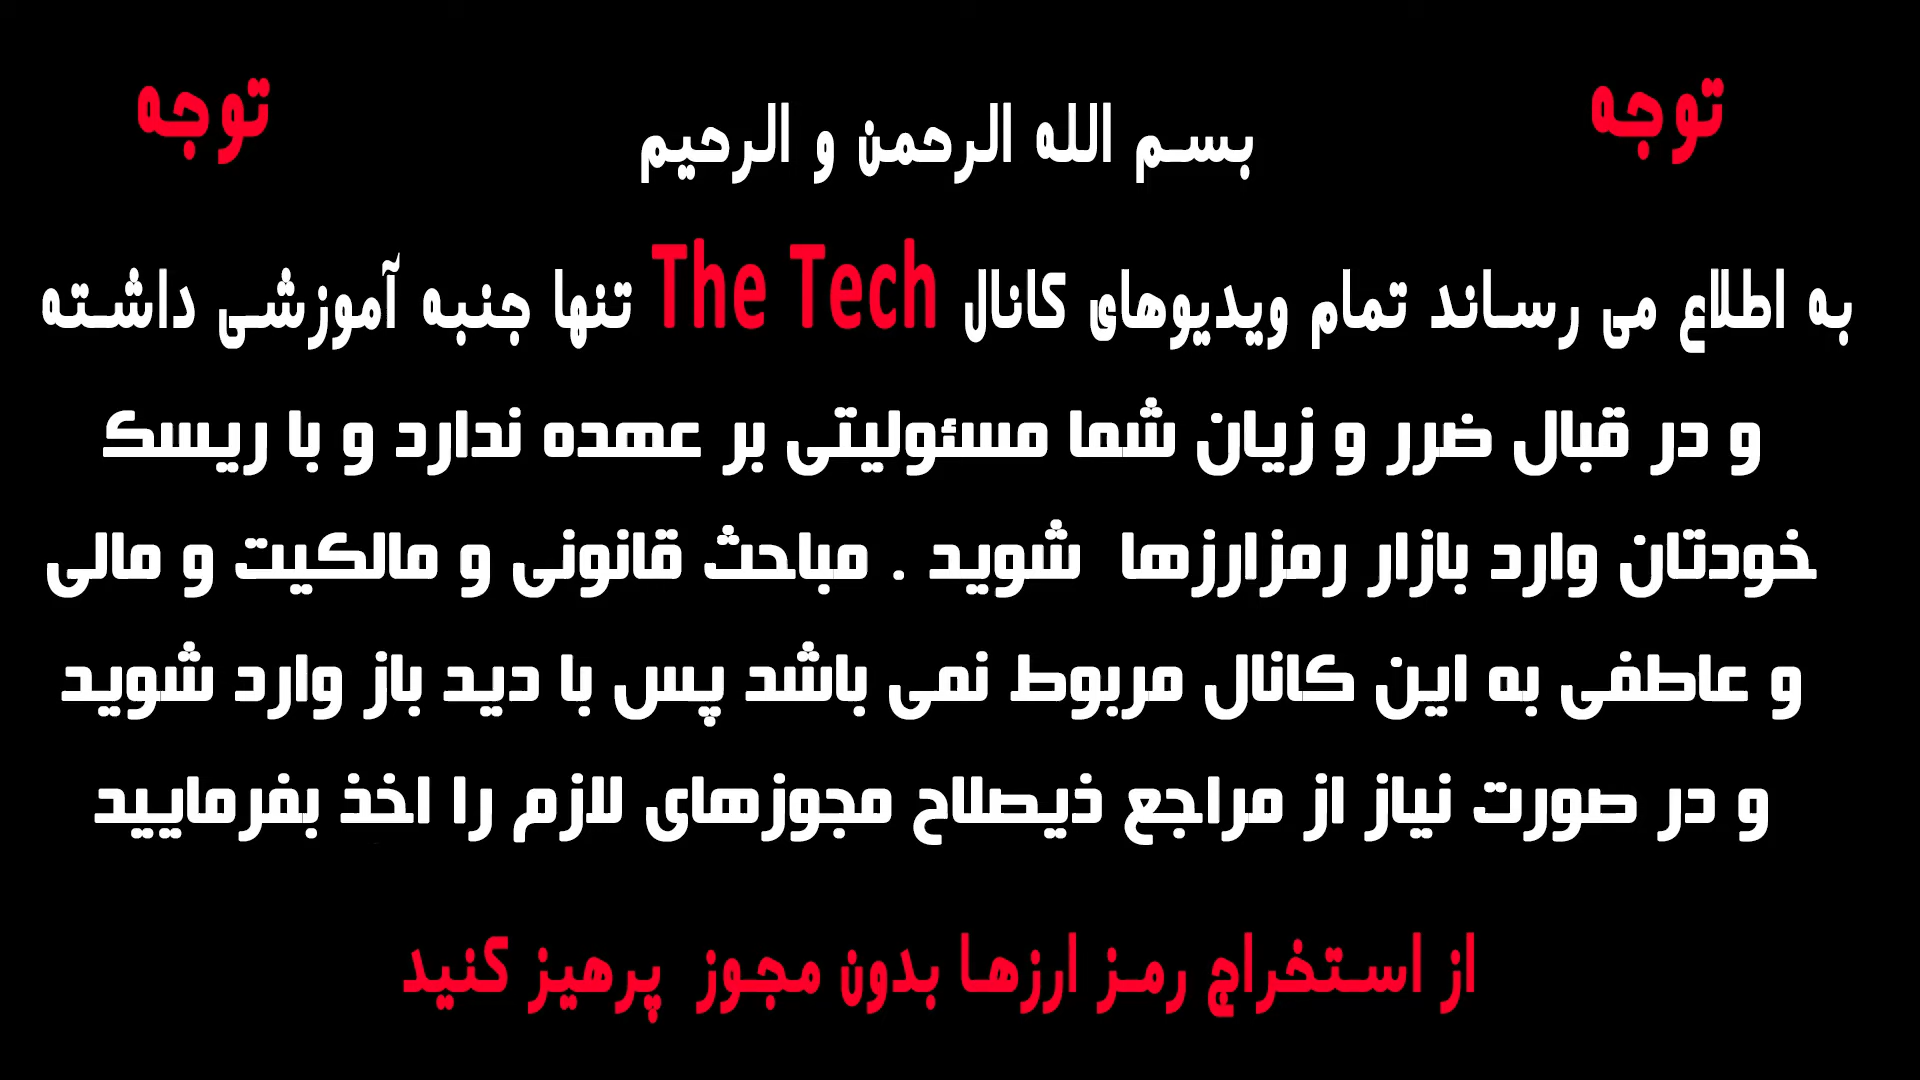 توجه
توجه
بسم الله الرحمن و الرحیم
به اطلاع می رساند تمام ویدیوهای کانال The Tech تنها جنبه آموزشی داشته
و در قبال ضرر و زیان شما مسئولیتی بر عهده ندارد و با ریسک
خودتان وارد بازار رمزارزها شوید . مباحث قانونی و مالکیت و مالی
و عاطفی به این کانال مربوط نمی باشد پس با دید باز وارد شوید
و در صورت نیاز از مراجع ذیصلاح مجوزهای لازم را اخذ بفرمایید
از استخراج رمز ارزها بدون مجوز پرهیز کنید